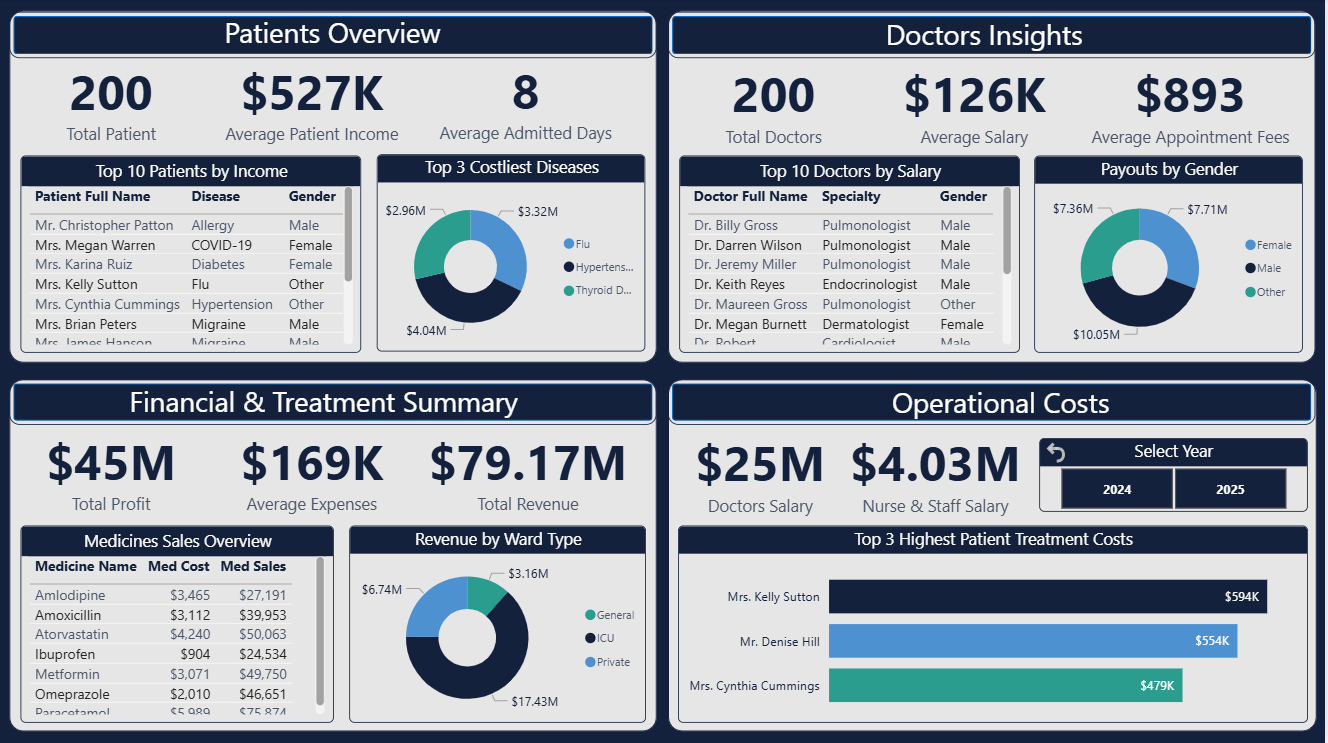 Patients Overview
200
$527K
8
Total Patient
Average Patient Income
Average Admitted Days
Top 10 Patients by Income
Patient Full Name Disease Gender
Mr. Christopher Patton Allergy Male
Mrs. Megan Warren COVID-19 Female
Mrs. Karina Ruiz Diabetes Female
Mrs. Kelly Sutton Flu Other
Mrs. Cynthia Cummings Hypertension Other
Mrs. Brian Peters Migraine Male
Mrs. James Hanson Migraine Male
Top 3 Costliest Diseases
$2.96M
$3.32M
$4.04M
Flu
Hypertens...
Thyroid D...
Doctors Insights
200
$126K
$893
Total Doctors
Average Salary
Average Appointment Fees
Top 10 Doctors by Salary
Doctor Full Name Specialty Gender
Dr. Billy Gross Pulmonologist Male
Dr. Darren Wilson Pulmonologist Male
Dr. Jeremy Miller Pulmonologist Male
Dr. Keith Reyes Endocrinologist Male
Dr. Maureen Gross Pulmonologist Other
Dr. Megan Burnett Dermatologist Female
Dr. Robert Cardiologist Male
Payouts by Gender
$7.36M
$7.71M
$10.05M
Female
Male
Other
Financial & Treatment Summary
$45M
$169K
$79.17M
Total Profit
Average Expenses
Total Revenue
Medicines Sales Overview
Medicine Name Med Cost Med Sales
Amlodipine $3,465 $27,191
Amoxicillin $3,112 $39,953
Atorvastatin $4,240 $50,063
Ibuprofen $904 $24,534
Metformin $3,071 $49,750
Omeprazole $2,010 $46,651
Paracetamol $5,989 $75,874
Revenue by Ward Type
$6.74M
$3.16M
$17.43M
General
ICU
Private
Operational Costs
$25M
$4.03M
Doctors Salary
Nurse & Staff Salary
Select Year
2024
2025
Top 3 Highest Patient Treatment Costs
Mrs. Kelly Sutton $594K
Mr. Denise Hill $554K
Mrs. Cynthia Cummings $479K